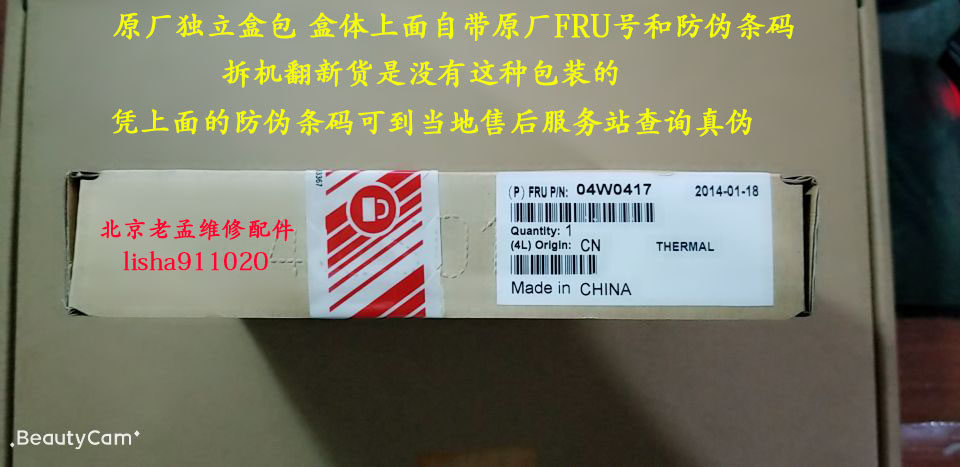 原厂独立盒包 盒体上面自带原厂FRU号和防伪条码
拆机翻新货是没有这种包装的
凭上面的防伪条码可到当地售后服务站查询真伪
北京老孟维修配件
lisha911020
(P) FRU P/N: 04W0417
2014-01-18
Quantity: 1
(4L) Origin: CN
THERMAL
Made in CHINA
BeautyCam